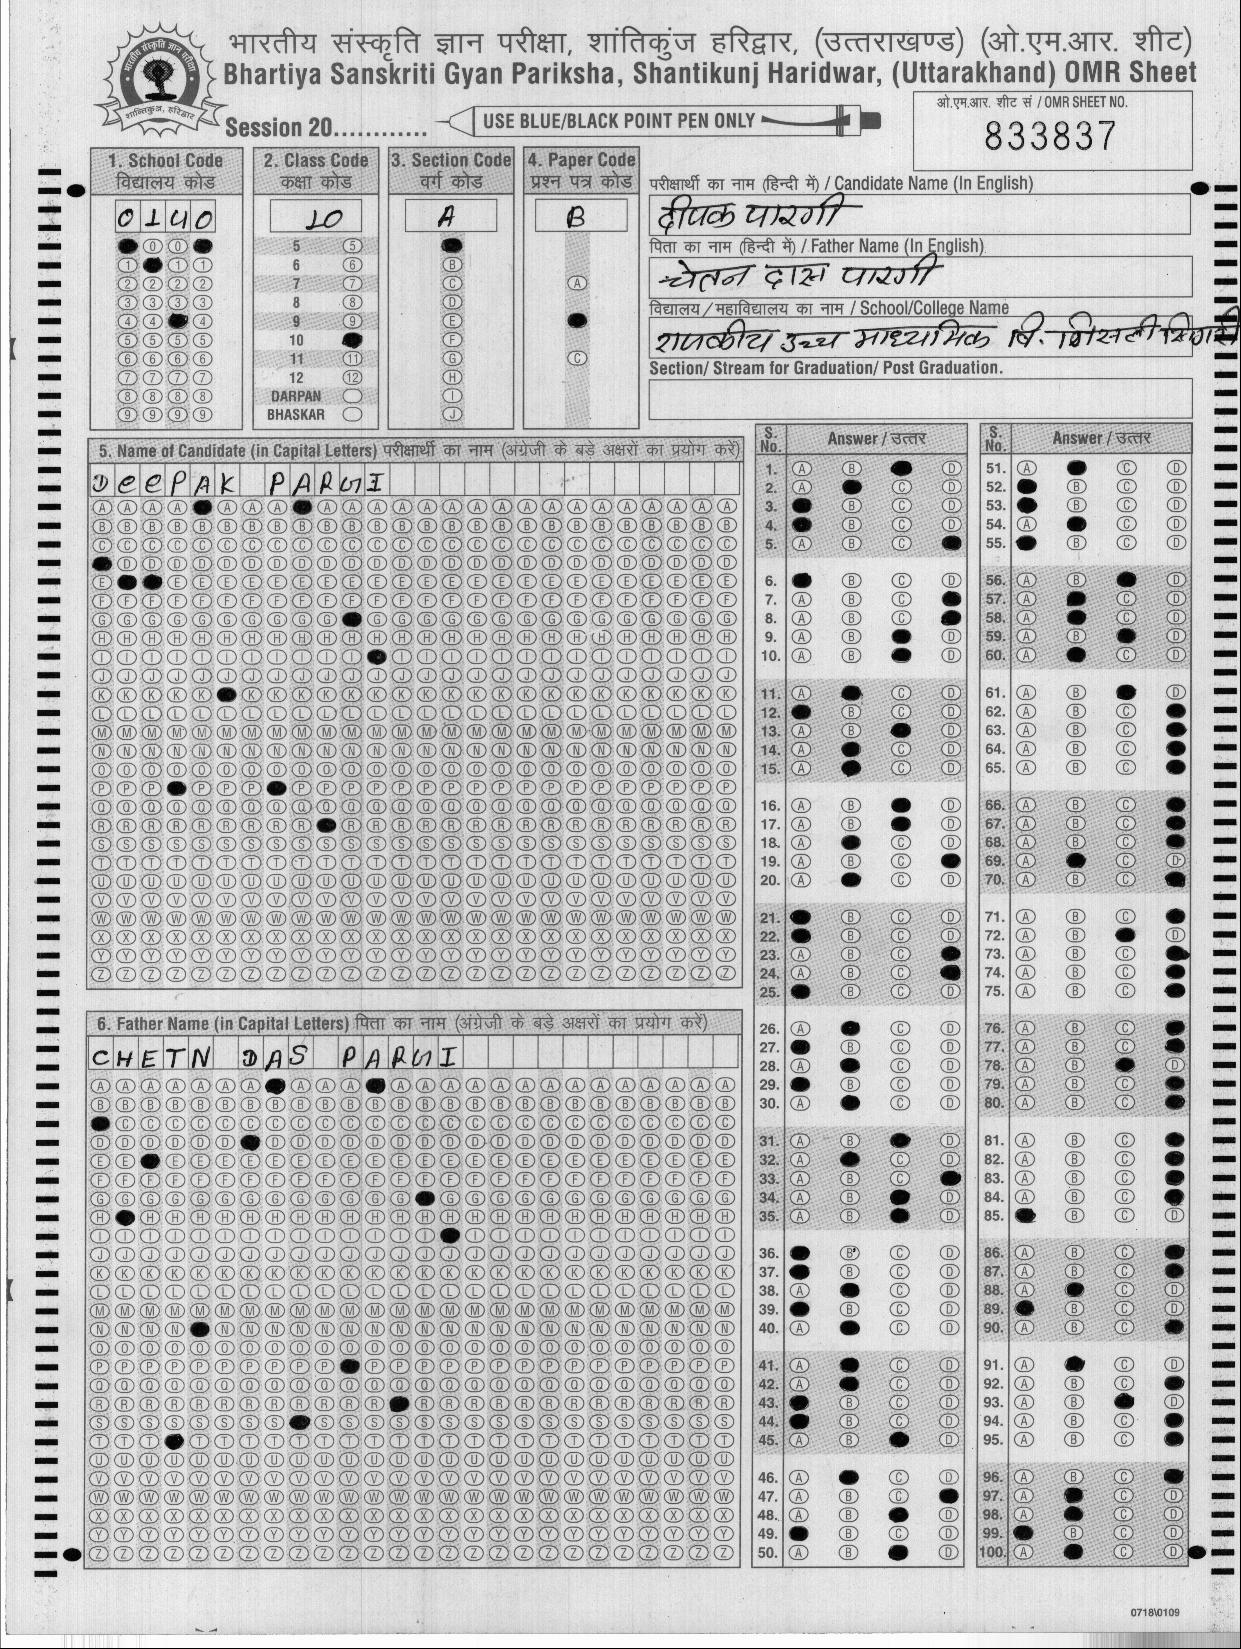 भारतीय संस्कृति ज्ञान परीक्षा, शांतिकुंज हरिद्वार, (उत्तराखण्ड) (ओ.एम.आर. शीट)
Bhartiya Sanskriti Gyan Pariksha, Shantikunj Haridwar, (Uttarakhand) OMR Sheet
Session 20............
USE BLUE/BLACK POINT PEN ONLY
ओ.एम.आर. शीट सं / OMR SHEET NO.
833837
1. School Code
विद्यालय कोड
0140
2. Class Code
कक्षा कोड
10
5
6
7
8
9
10
11
12
DARPAN
BHASKAR
3. Section Code
वर्ग कोड
A
4. Paper Code
प्रश्न पत्र कोड
B
परीक्षार्थी का नाम (हिन्दी में) / Candidate Name (In English)
दीपक पारगी
पिता का नाम (हिन्दी में) / Father Name (In English)
चेतन दास पारगी
विद्यालय/महाविद्यालय का नाम / School/College Name
उच्च माध्यमिक वि.
Section/ Stream for Graduation/ Post Graduation.
5. Name of Candidate (in Capital Letters) परीक्षार्थी का नाम (अंग्रेजी के बड़े अक्षरों का प्रयोग करें)
DEEPAK PARGI
6. Father Name (in Capital Letters) पिता का नाम (अंग्रेजी के बड़े अक्षरों का प्रयोग करें)
CHETN DAS PARGI
S. No. Answer / उत्तर
S. No. Answer / उत्तर
0718\0109